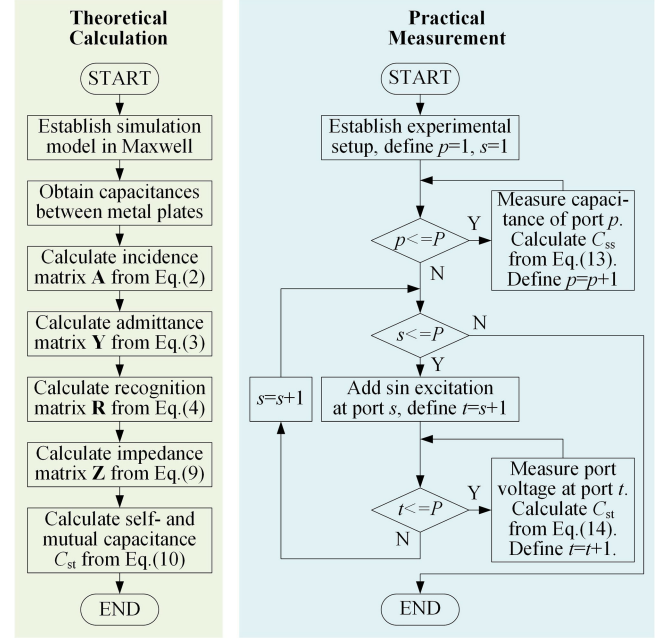 Theoretical
Calculation
START
Establish simulation
model in Maxwell
Obtain capacitances
between metal plates
Calculate incidence
matrix A from Eq.(2)
Calculate admittance
matrix Y from Eq.(3)
Calculate recognition
matrix R from Eq.(4)
Calculate impedance
matrix Z from Eq.(9)
Calculate self- and
mutual capacitance
Cst from Eq.(10)
END
Practical
Measurement
START
Establish experimental
setup, define p=1, s=1
p<=P
Y
Measure capaci-
tance of port p.
Calculate Css
from Eq.(13).
Define p=p+1
N
s<=P
N
Y
s=s+1
Add sin excitation
at port s, define t=s+1
t<=P
Y
Measure port
voltage at port t.
Calculate Cst
from Eq.(14).
Define t=t+1.
N
END